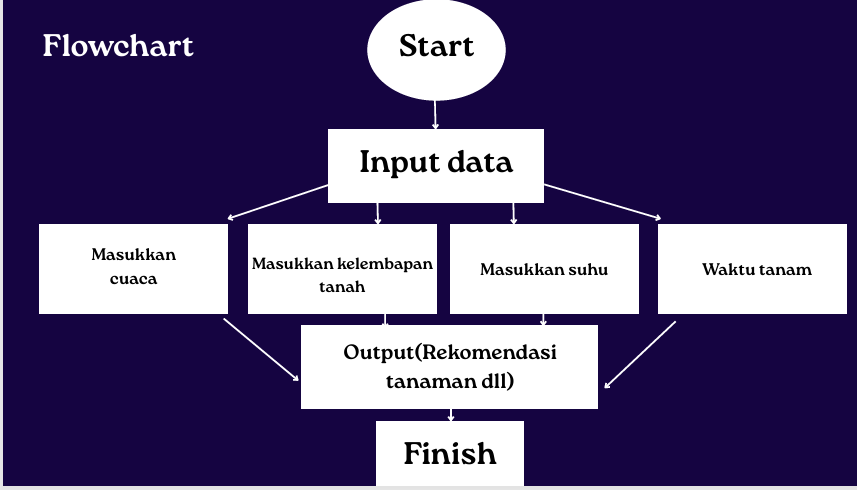 Flowchart
Start
Input data
Masukkan
cuaca
Masukkan kelembapan
tanah
Masukkan suhu
Waktu tanam
Output(Rekomendasi
tanaman dll)
Finish